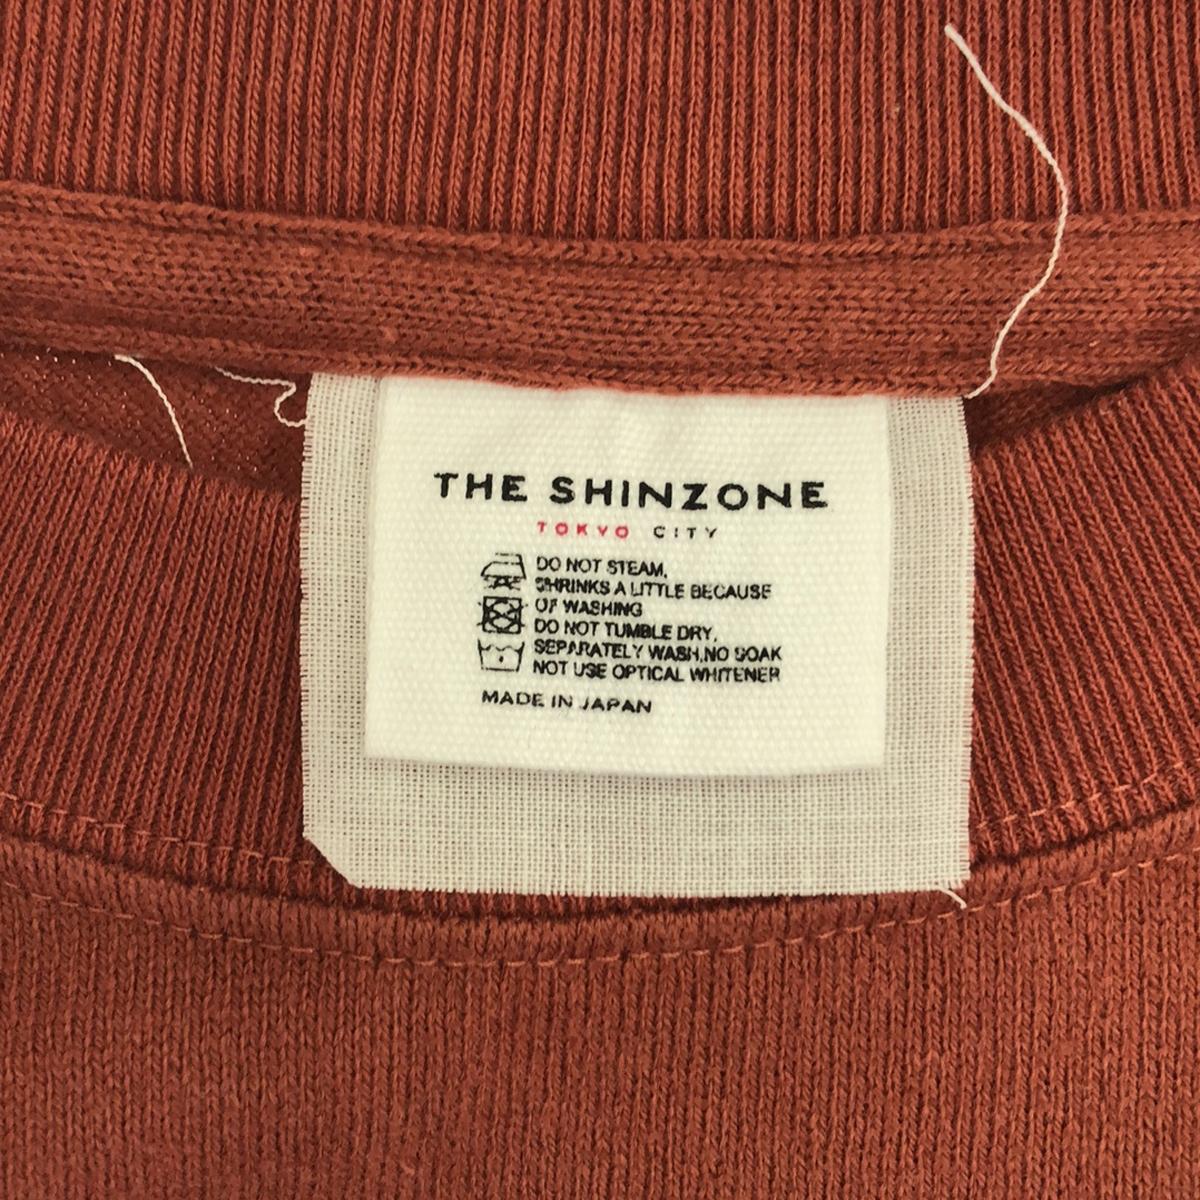 THE SHINZONE
TOKYO CITY
DO NOT STEAM,
SHRINKS A LITTLE BECAUSE
OF WASHING
DO NOT TUMBLE DRY,
SEPARATELY WASH,NO SOAK
NOT USE OPTICAL WHITENER
MADE IN JAPAN